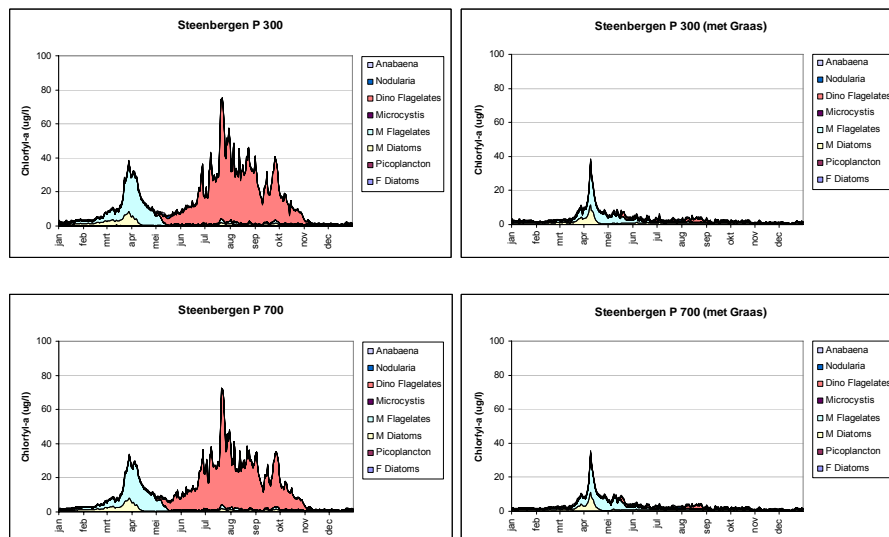 Steenbergen P 300
Chlorfyl-a (ug/l)
100
80
60
40
20
0
jan feb mrt apr mei jun jul aug sep okt nov dec
Anabaena
Nodularia
Dino Flagelates
Microcystis
M Flagelates
M Diatoms
Picoplancton
F Diatoms
Steenbergen P 300 (met Graas)
Chlorfyl-a (ug/l)
100
80
60
40
20
0
jan feb mrt apr mei jun jul aug sep okt nov dec
Anabaena
Nodularia
Dino Flagelates
Microcystis
M Flagelates
M Diatoms
Picoplancton
F Diatoms
Steenbergen P 700
Chlorfyl-a (ug/l)
100
80
60
40
20
0
jan feb mrt apr mei jun jul aug sep okt nov dec
Anabaena
Nodularia
Dino Flagelates
Microcystis
M Flagelates
M Diatoms
Picoplancton
F Diatoms
Steenbergen P 700 (met Graas)
Chlorfyl-a (ug/l)
100
80
60
40
20
0
jan feb mrt apr mei jun jul aug sep okt nov dec
Anabaena
Nodularia
Dino Flagelates
Microcystis
M Flagelates
M Diatoms
Picoplancton
F Diatoms